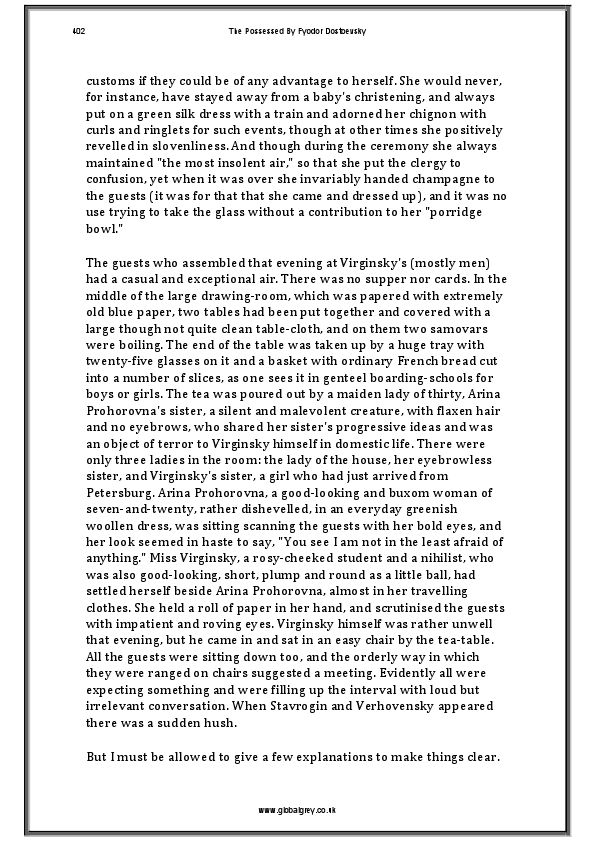 402
The Possessed By Fyodor Dostoevsky
customs if they could be of any advantage to herself. She would never,
for instance, have stayed away from a baby's christening, and always
put on a green silk dress with a train and adorned her chignon with
curls and ringlets for such events, though at other times she positively
revelled in slovenliness. And though during the ceremony she always
maintained "the most insolent air," so that she put the clergy to
confusion, yet when it was over she invariably handed champagne to
the guests (it was for that that she came and dressed up), and it was no
use trying to take the glass without a contribution to her "porridge
bowl."
The guests who assembled that evening at Virginsky's (mostly men)
had a casual and exceptional air. There was no supper nor cards. In the
middle of the large drawing-room, which was papered with extremely
old blue paper, two tables had been put together and covered with a
large though not quite clean table-cloth, and on them two samovars
were boiling. The end of the table was taken up by a huge tray with
twenty-five glasses on it and a basket with ordinary French bread cut
into a number of slices, as one sees it in genteel boarding-schools for
boys or girls. The tea was poured out by a maiden lady of thirty, Arina
Prohorovna's sister, a silent and malevolent creature, with flaxen hair
and no eyebrows, who shared her sister's progressive ideas and was
an object of terror to Virginsky himself in domestic life. There were
only three ladies in the room: the lady of the house, her eyebrowless
sister, and Virginsky's sister, a girl who had just arrived from
Petersburg. Arina Prohorovna, a good-looking and buxom woman of
seven-and-twenty, rather dishevelled, in an everyday greenish
woollen dress, was sitting scanning the guests with her bold eyes, and
her look seemed in haste to say, "You see I am not in the least afraid of
anything." Miss Virginsky, a rosy-cheeked student and a nihilist, who
was also good-looking, short, plump and round as a little ball, had
settled herself beside Arina Prohorovna, almost in her travelling
clothes. She held a roll of paper in her hand, and scrutinised the guests
with impatient and roving eyes. Virginsky himself was rather unwell
that evening, but he came in and sat in an easy chair by the tea-table.
All the guests were sitting down too, and the orderly way in which
they were ranged on chairs suggested a meeting. Evidently all were
expecting something and were filling up the interval with loud but
irrelevant conversation. When Stavrogin and Verhovensky appeared
there was a sudden hush.
But I must be allowed to give a few explanations to make things clear.
www.globalgrey.co.uk